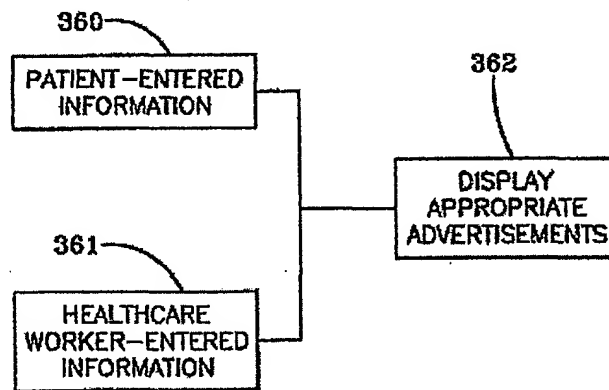 360
PATIENT-ENTERED
INFORMATION
362
DISPLAY
APPROPRIATE
ADVERTISEMENTS
361
HEALTHCARE
WORKER-ENTERED
INFORMATION